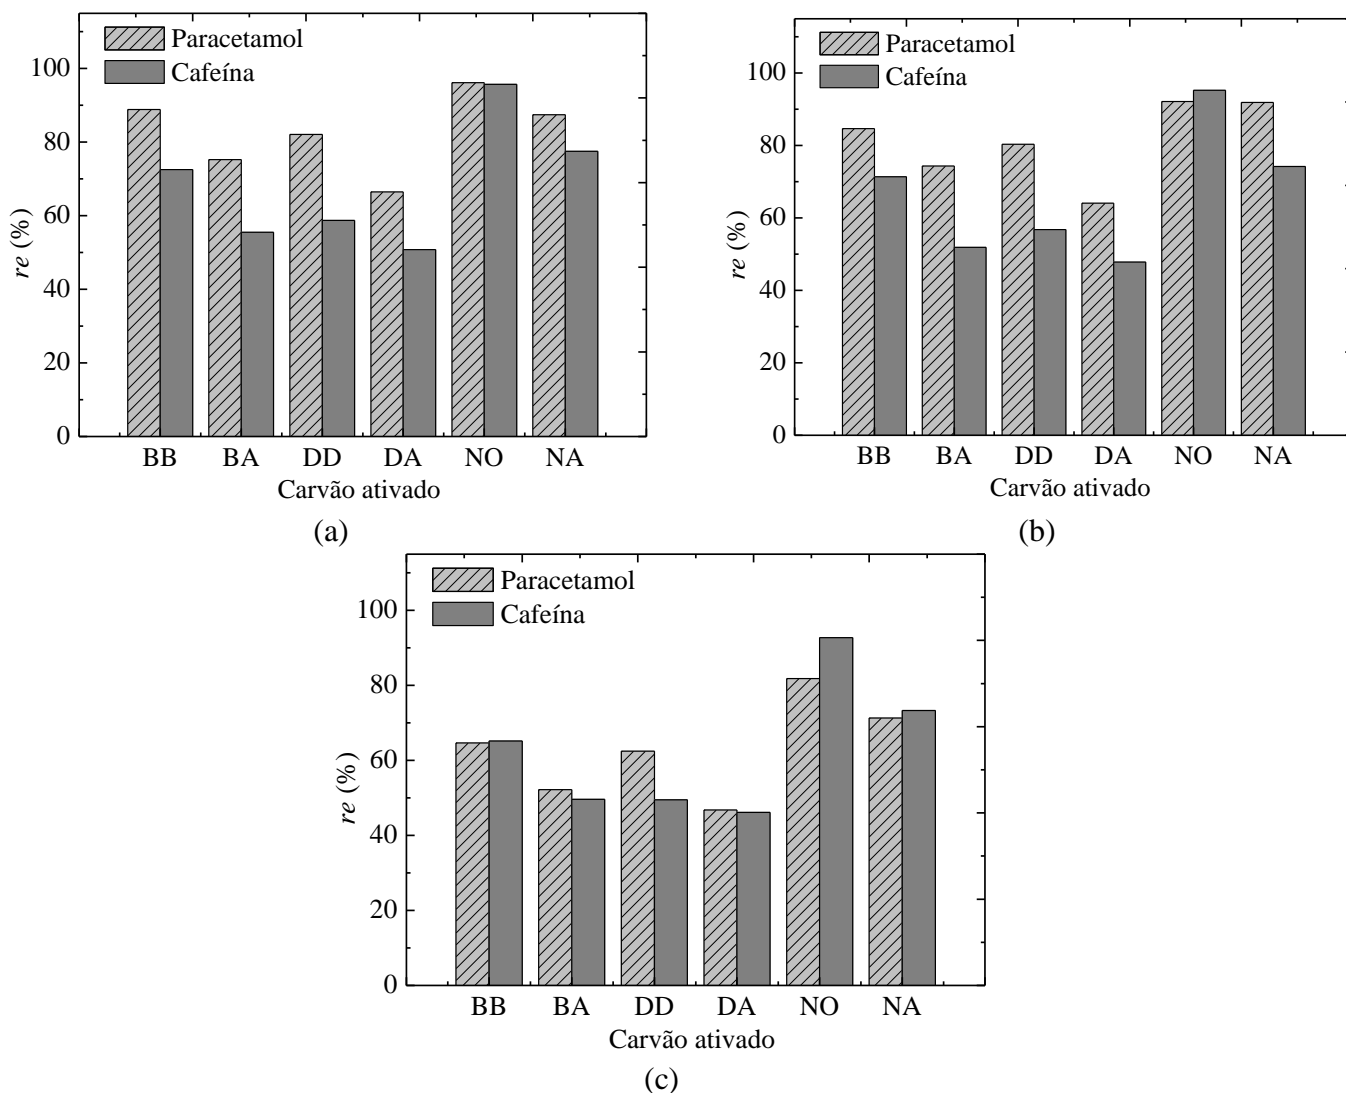 Paracetamol
Cafeína
100
80
60
40
20
0
re (%)
BB BA DD DA NO NA
Carvão ativado
(a)
Paracetamol
Cafeína
100
80
60
40
20
0
re (%)
BB BA DD DA NO NA
Carvão ativado
(b)
Paracetamol
Cafeína
100
80
60
40
20
0
re (%)
BB BA DD DA NO NA
Carvão ativado
(c)